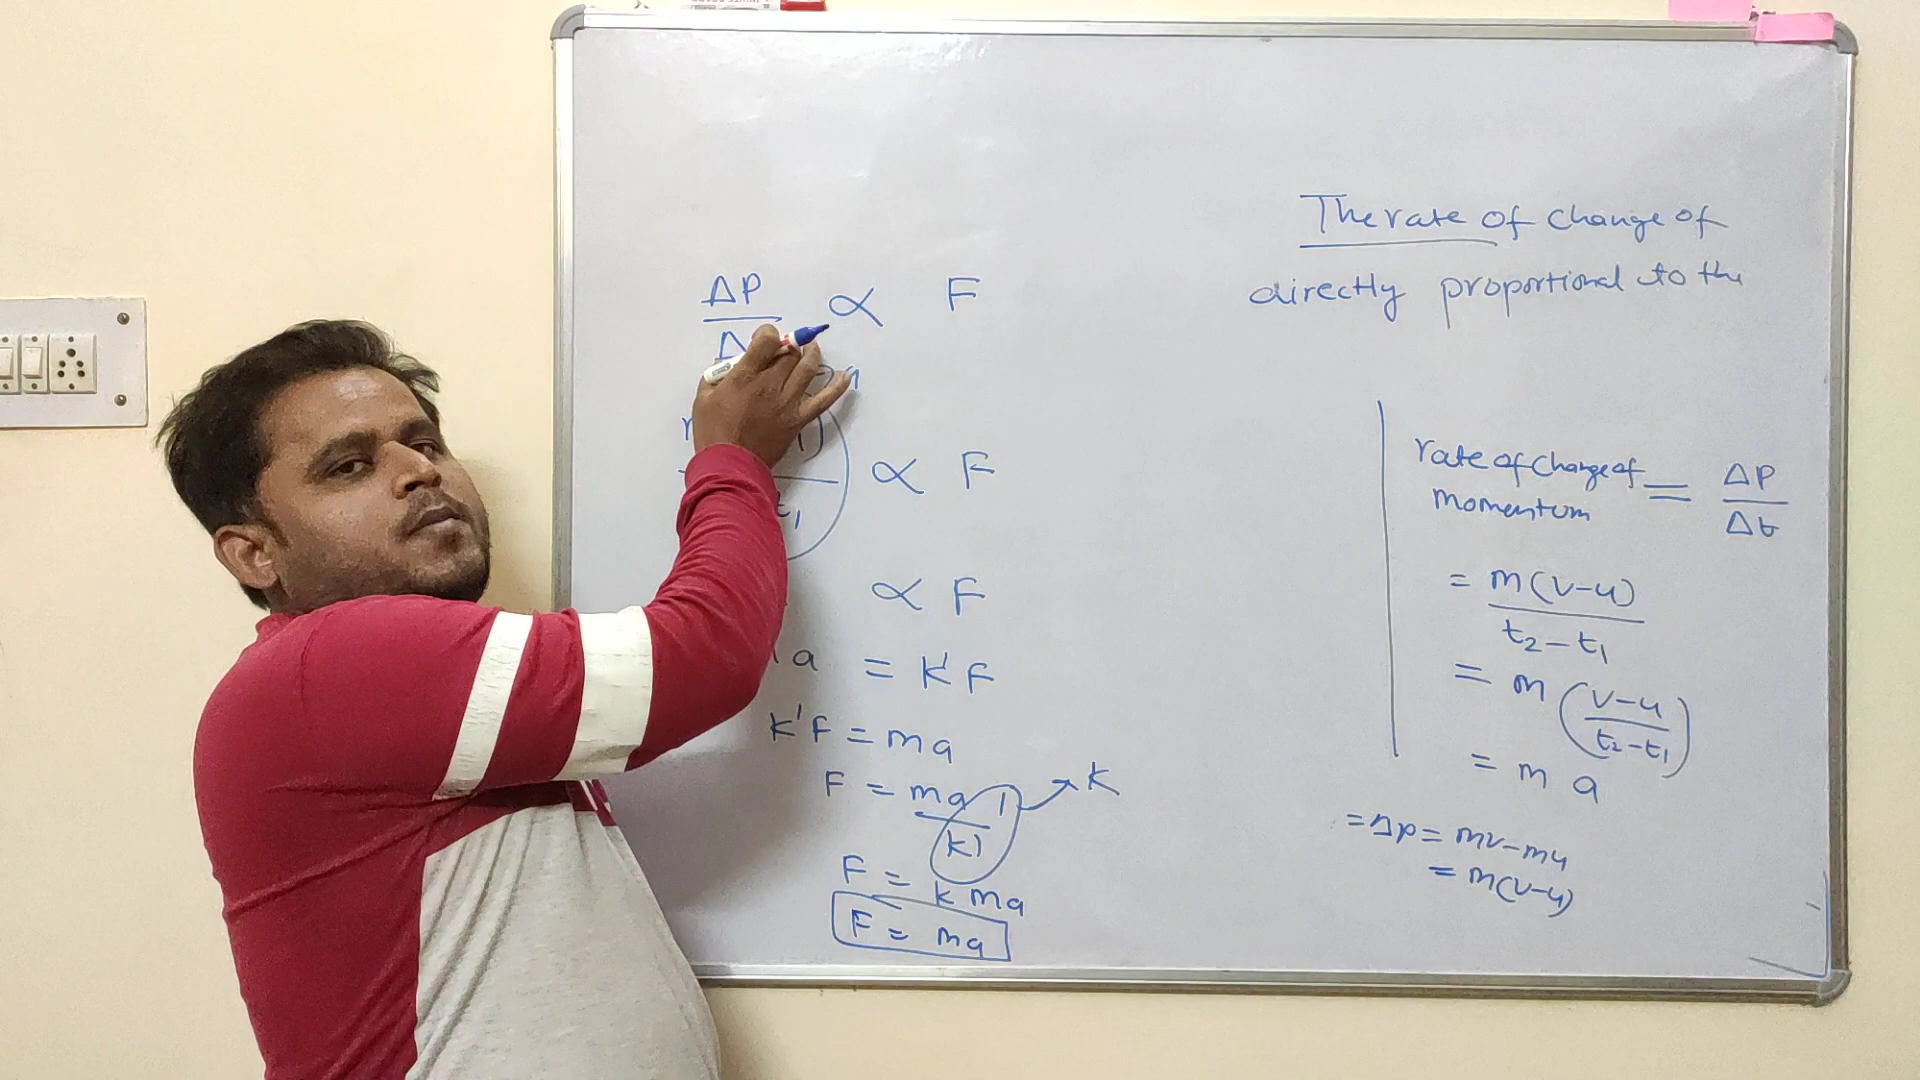 ΔP / Δ ∝ F
∝ F
t₁
∝ F
a = k'F
k'F = ma
F = ma 1 / k' → k
F = k ma
F = ma
The rate of change of
directly proportional to the
rate of change of momentum = ΔP / Δt
= m(v-u) / t₂-t₁
= m (v-u / t₂-t₁)
= m a
= Δp = mv-mu
= m(v-u)